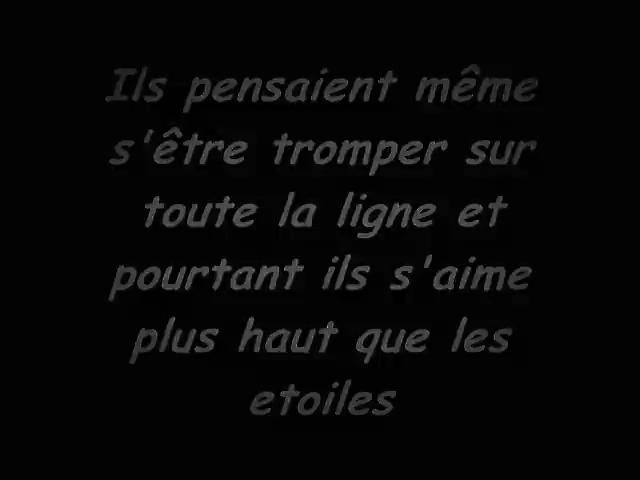 Ils pensaient même
s'être tromper sur
toute la ligne et
pourtant ils s'aime
plus haut que les
etoiles